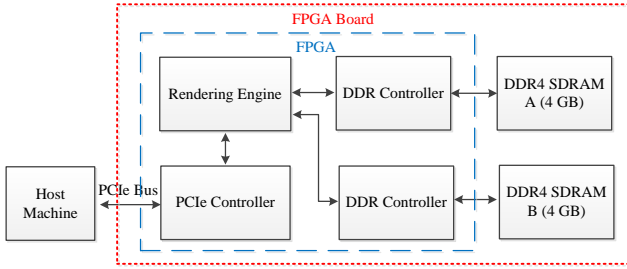 FPGA Board
FPGA
Rendering Engine
DDR Controller
DDR4 SDRAM
A (4 GB)
Host
Machine
PCIe Bus
PCIe Controller
DDR Controller
DDR4 SDRAM
B (4 GB)